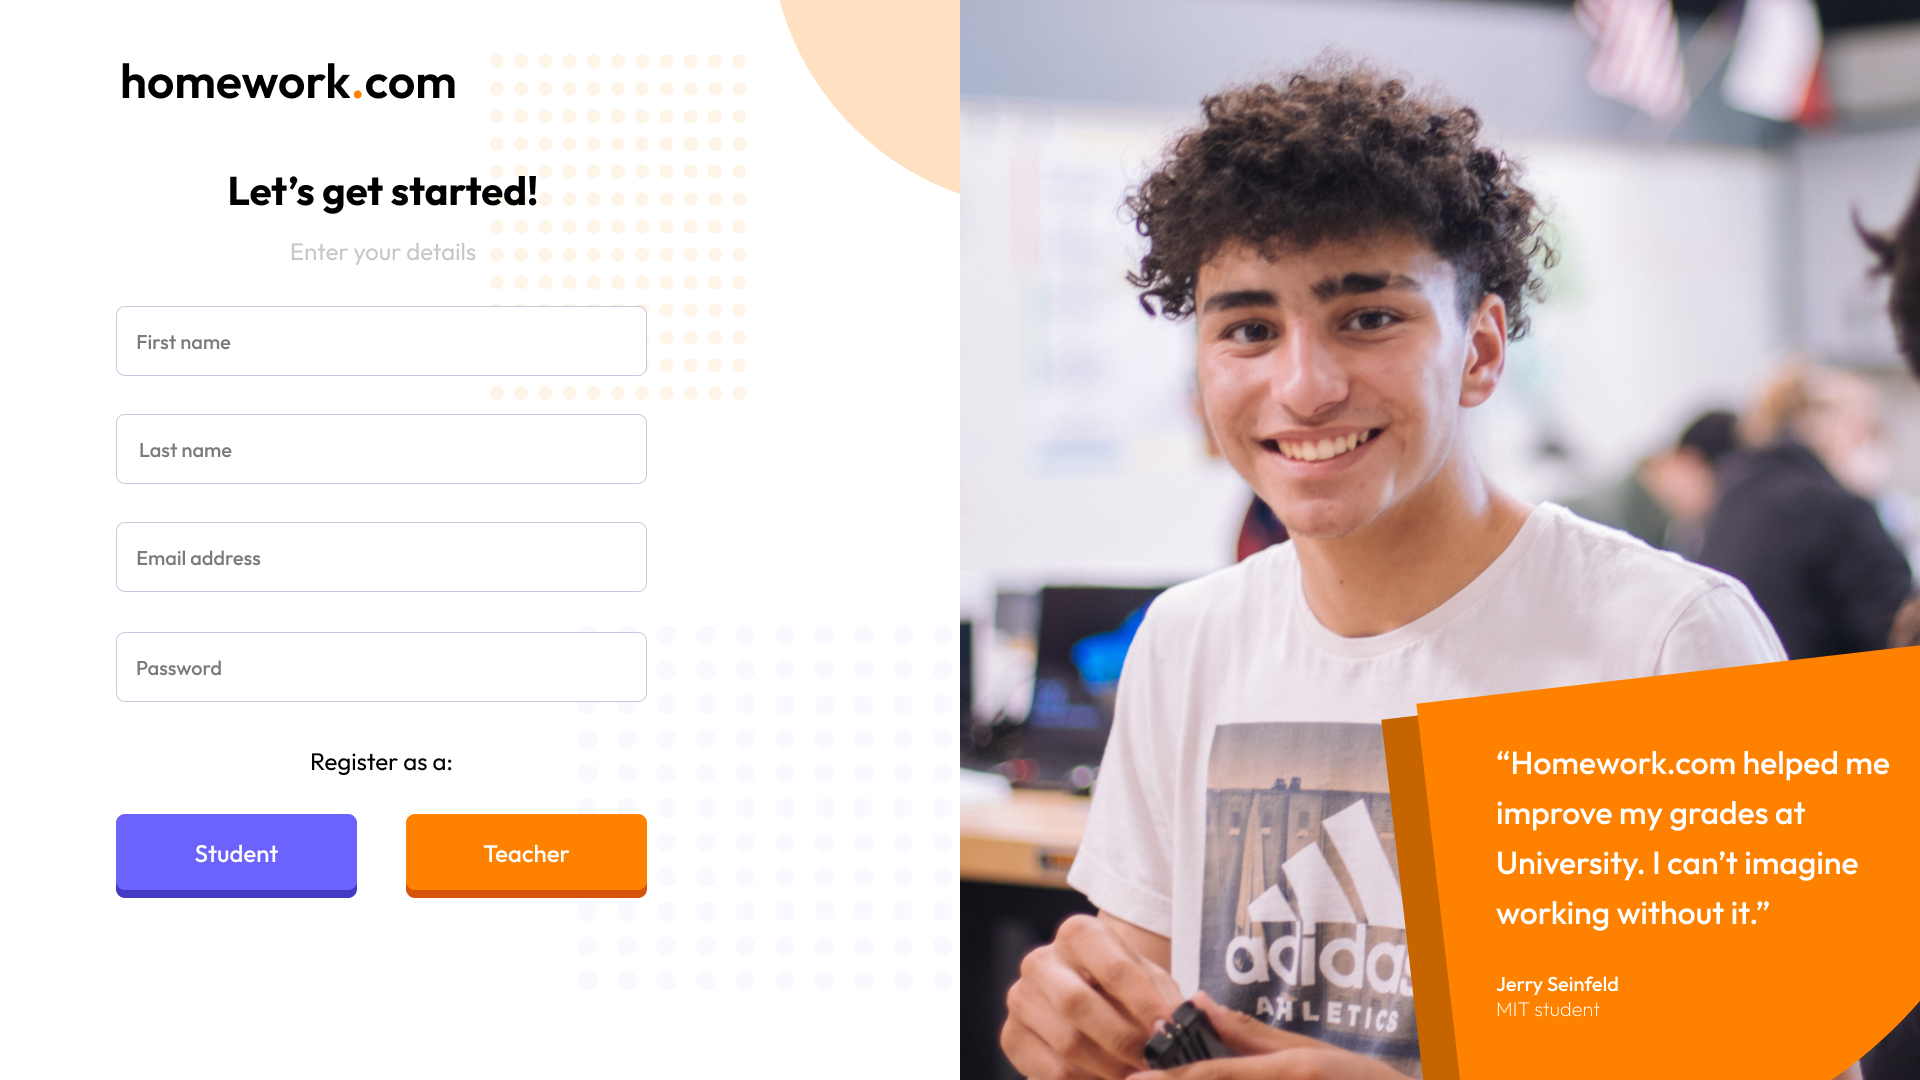 homework.com
Let’s get started!
Enter your details
First name
Last name
Email address
Password
Register as a:
Student
Teacher
“Homework.com helped me
improve my grades at
University. I can’t imagine
working without it.”
Jerry Seinfeld
MIT student
adidas
ATHLETICS